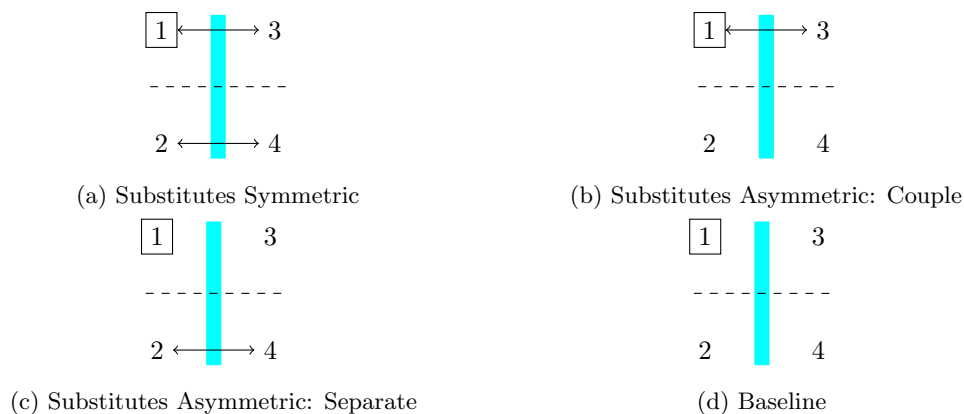 1 3 1 3
2 4 2 4
(a) Substitutes Symmetric (b) Substitutes Asymmetric: Couple
1 3 1 3
2 4 2 4
(c) Substitutes Asymmetric: Separate (d) Baseline